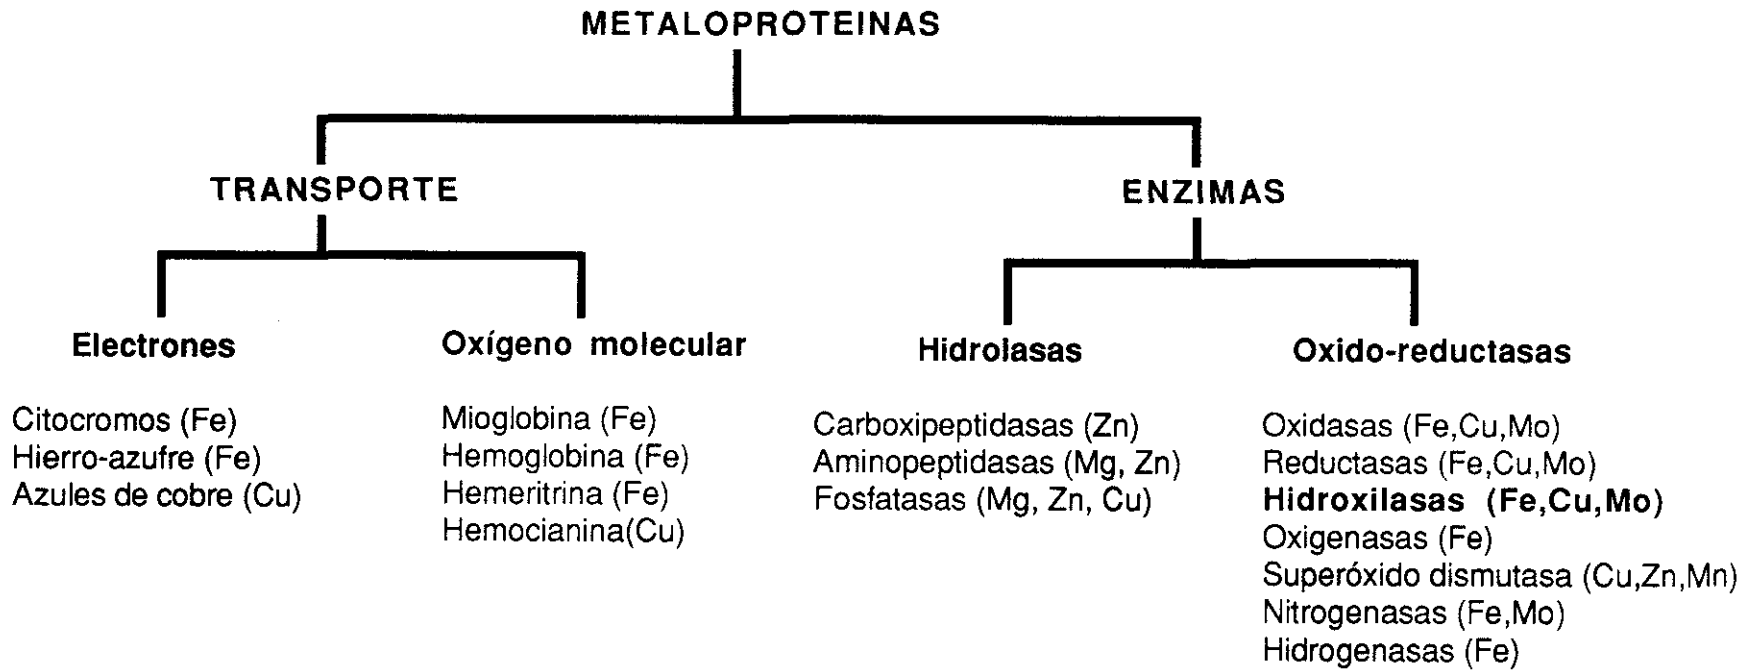 METALOPROTEINAS
TRANSPORTE
ENZIMAS
Electrones
Oxígeno molecular
Hidrolasas
Oxido-reductasas
Citocromos (Fe)
Hierro-azufre (Fe)
Azules de cobre (Cu)
Mioglobina (Fe)
Hemoglobina (Fe)
Hemeritrina (Fe)
Hemocianina(Cu)
Carboxipeptidasas (Zn)
Aminopeptidasas (Mg, Zn)
Fosfatasas (Mg, Zn, Cu)
Oxidasas (Fe,Cu,Mo)
Reductasas (Fe,Cu,Mo)
Hidroxilasas (Fe,Cu,Mo)
Oxigenasas (Fe)
Superóxido dismutasa (Cu,Zn,Mn)
Nitrogenasas (Fe,Mo)
Hidrogenasas (Fe)